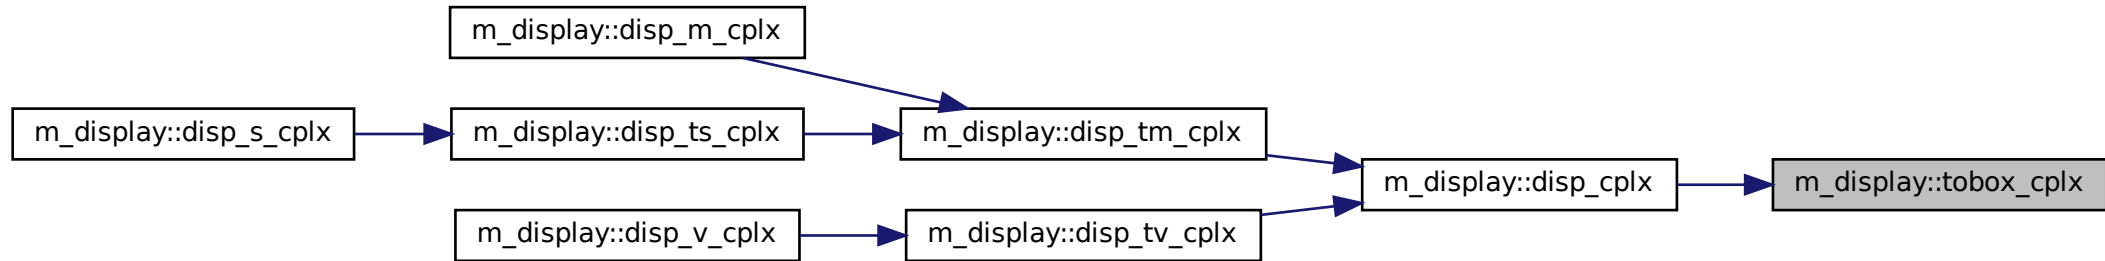 m_display::disp_m_cplx
m_display::disp_s_cplx
m_display::disp_ts_cplx
m_display::disp_tm_cplx
m_display::disp_cplx
m_display::tobox_cplx
m_display::disp_v_cplx
m_display::disp_tv_cplx